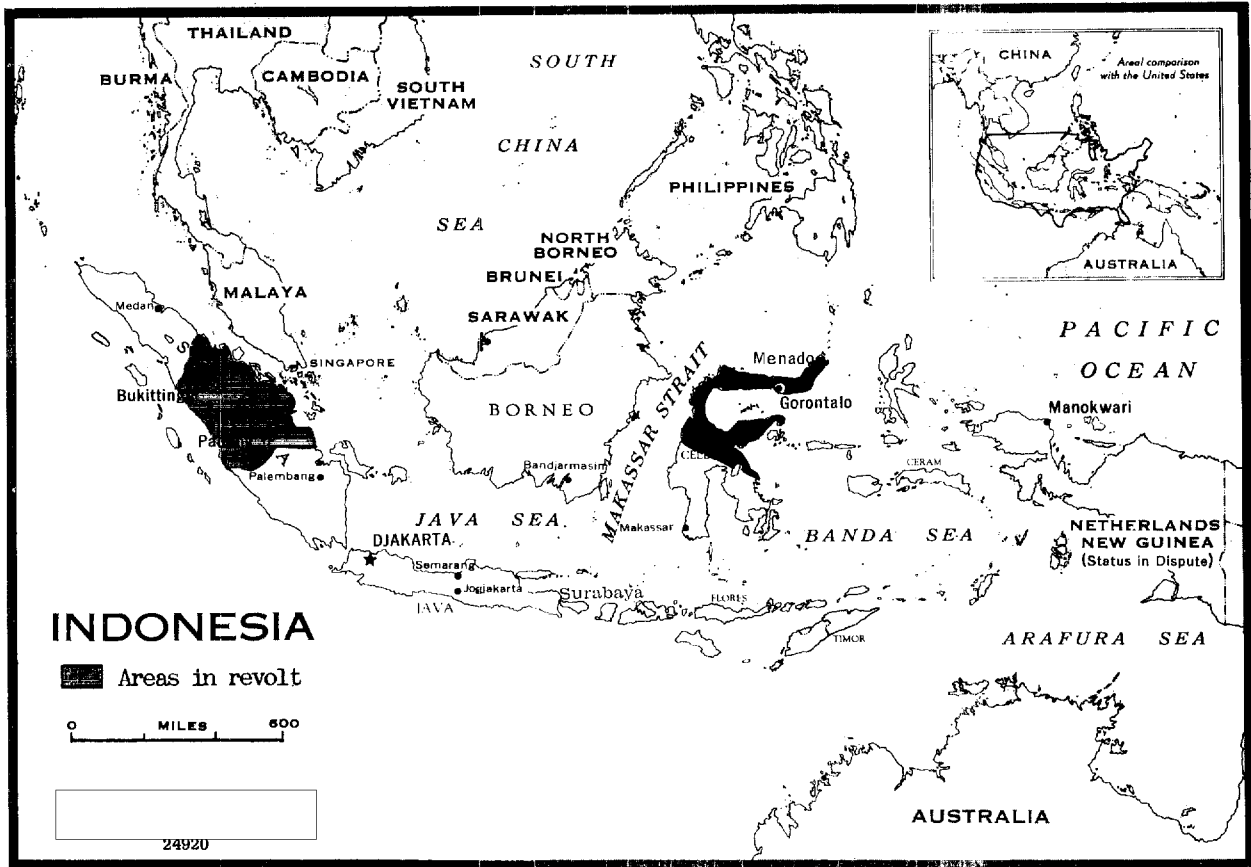 THAILAND
BURMA
CAMBODIA
SOUTH
VIETNAM
SOUTH
CHINA
SEA
PHILIPPINES
NORTH
BORNEO
BRUNEI
SARAWAK
MALAYA
Medan
SINGAPORE
Bukitting
Palembang
BORNEO
Bandjarmasin
MAKASSAR STRAIT
Menado
Gorontalo
Makassar
CERAM
Manokwari
PACIFIC
OCEAN
JAVA SEA
BANDA SEA
NETHERLANDS
NEW GUINEA
(Status in Dispute)
DJAKARTA
Semarang
Jogjakarta
Surabaya
JAVA
FLORES
TIMOR
ARAFURA SEA
AUSTRALIA
CHINA
Areal comparison
with the United States
AUSTRALIA
INDONESIA
Areas in revolt
0 MILES 600
24920